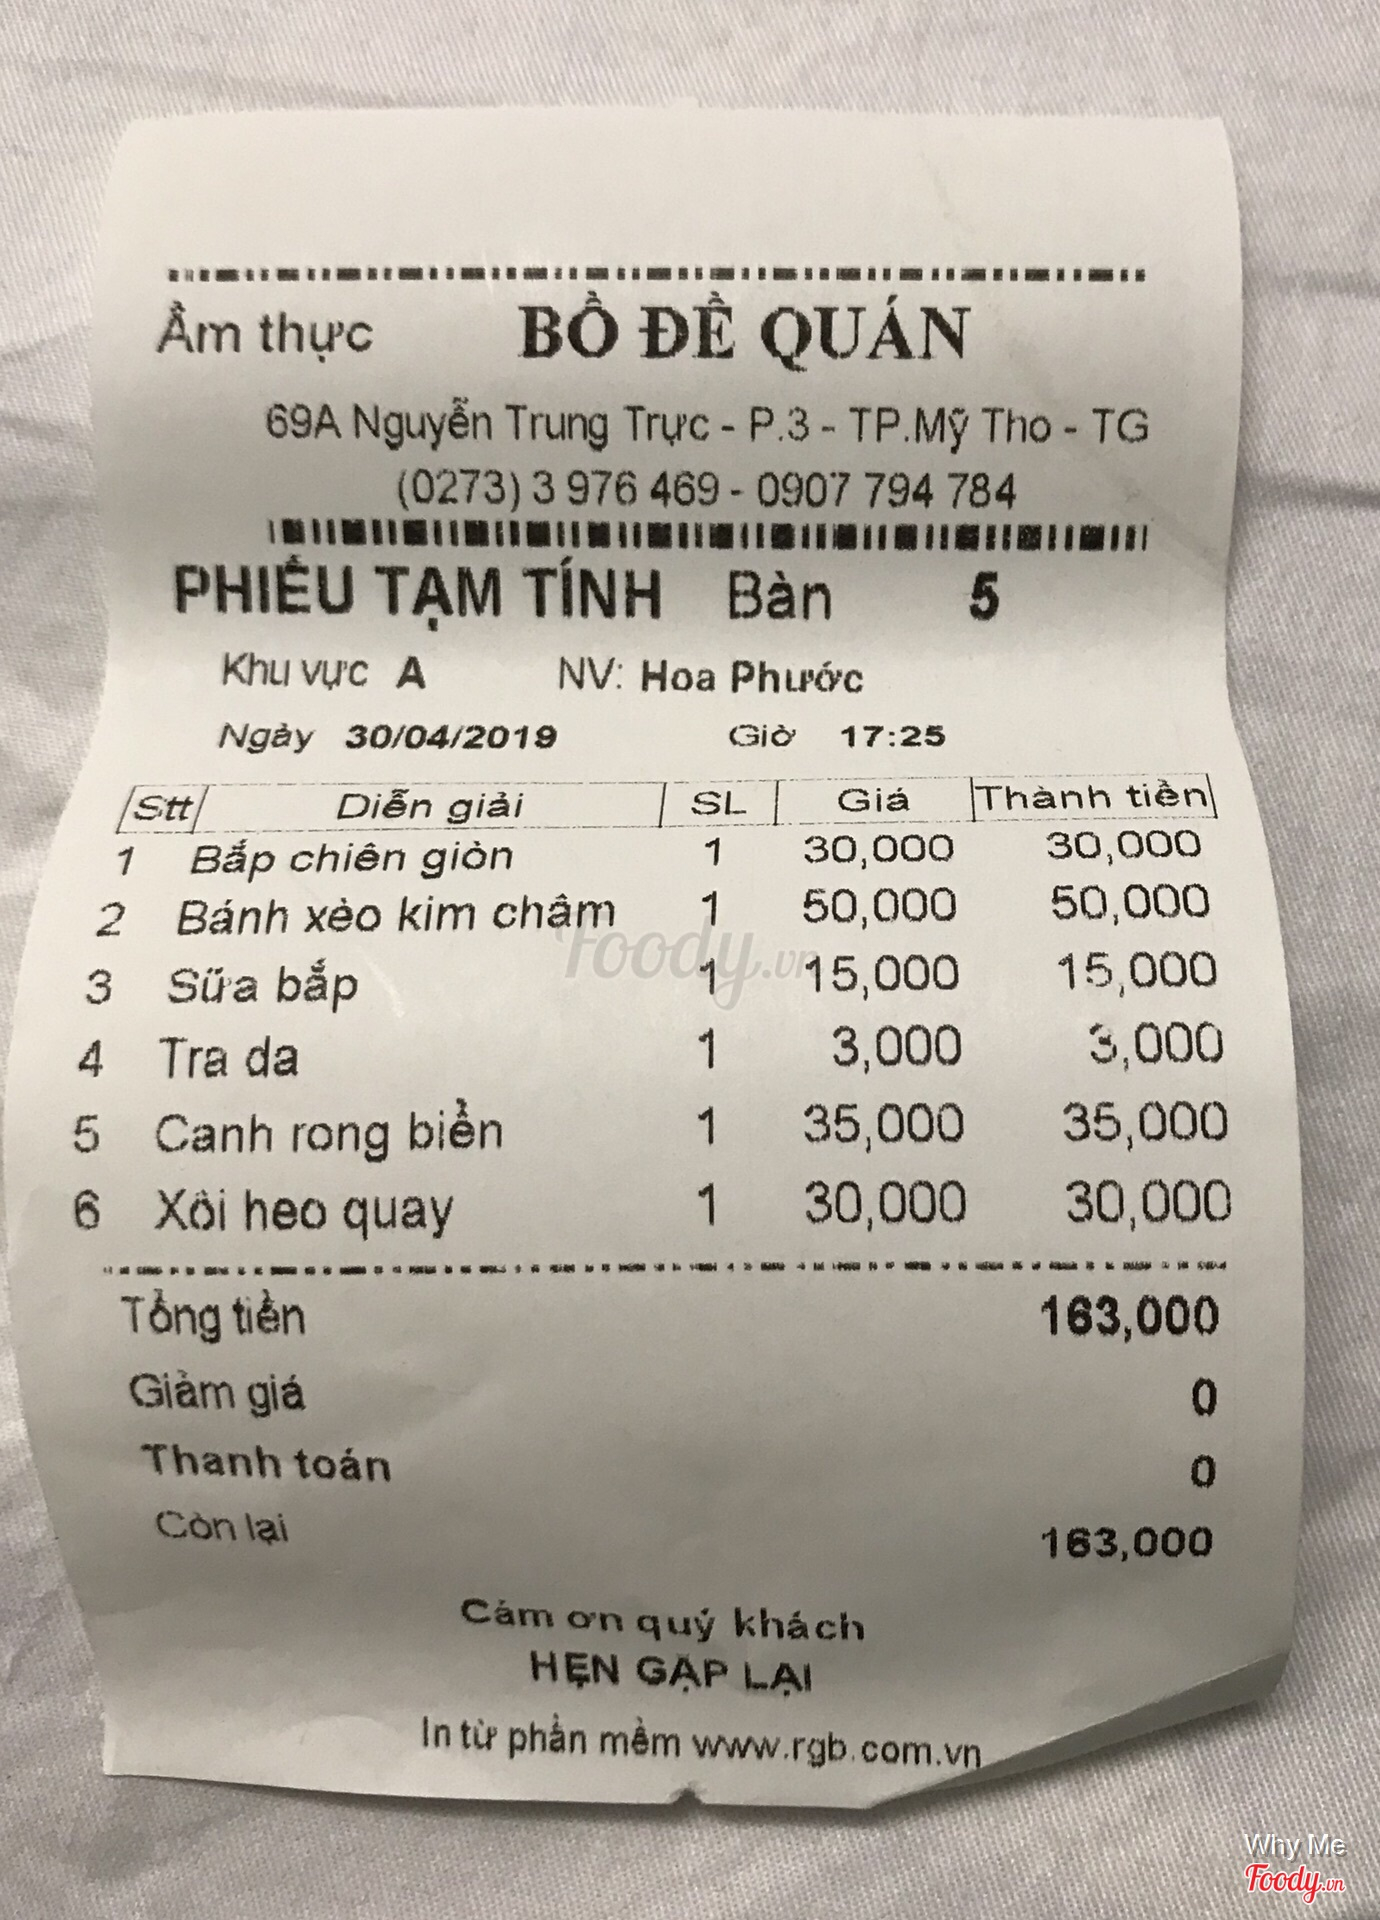 Ẩm thực BỒ ĐỀ QUÁN
69A Nguyễn Trung Trực - P.3 - TP.Mỹ Tho - TG
(0273) 3 976 469 - 0907 794 784
PHIẾU TẠM TÍNH Bàn 5
Khu vực A NV: Hoa Phước
Ngày 30/04/2019 Giờ 17:25
Stt Diễn giải SL Giá Thành tiền
1 Bắp chiên giòn 1 30,000 30,000
2 Bánh xèo kim châm 1 50,000 50,000
3 Sữa bắp 1 15,000 15,000
4 Tra da 1 3,000 3,000
5 Canh rong biển 1 35,000 35,000
6 Xôi heo quay 1 30,000 30,000
Foody.vn
Tổng tiền 163,000
Giảm giá 0
Thanh toán 0
Còn lại 163,000
Cảm ơn quý khách
HẸN GẶP LẠI
In từ phần mềm www.rgb.com.vn
Why Me
Foody.vn